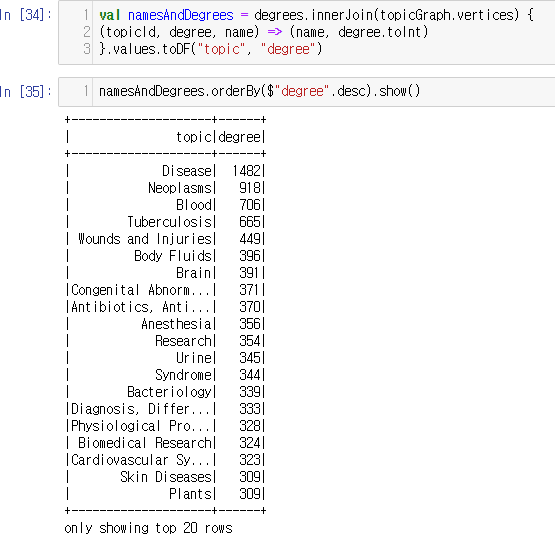 In [34]:
1 val namesAndDegrees = degrees.innerJoin(topicGraph.vertices) {
2 (topicId, degree, name) => (name, degree.toInt)
3 }.values.toDF("topic", "degree")
In [35]:
1 namesAndDegrees.orderBy($"degree".desc).show()
+--------------------+------+
|               topic|degree|
+--------------------+------+
|             Disease|  1482|
|           Neoplasms|   918|
|               Blood|   706|
|        Tuberculosis|   665|
| Wounds and Injuries|   449|
|         Body Fluids|   396|
|               Brain|   391|
|Congenital Abnorm...|   371|
|Antibiotics, Anti...|   370|
|          Anesthesia|   356|
|            Research|   354|
|               Urine|   345|
|            Syndrome|   344|
|        Bacteriology|   339|
|Diagnosis, Differ...|   333|
|Physiological Pro...|   328|
| Biomedical Research|   324|
|Cardiovascular Sy...|   323|
|       Skin Diseases|   309|
|              Plants|   309|
+--------------------+------+
only showing top 20 rows